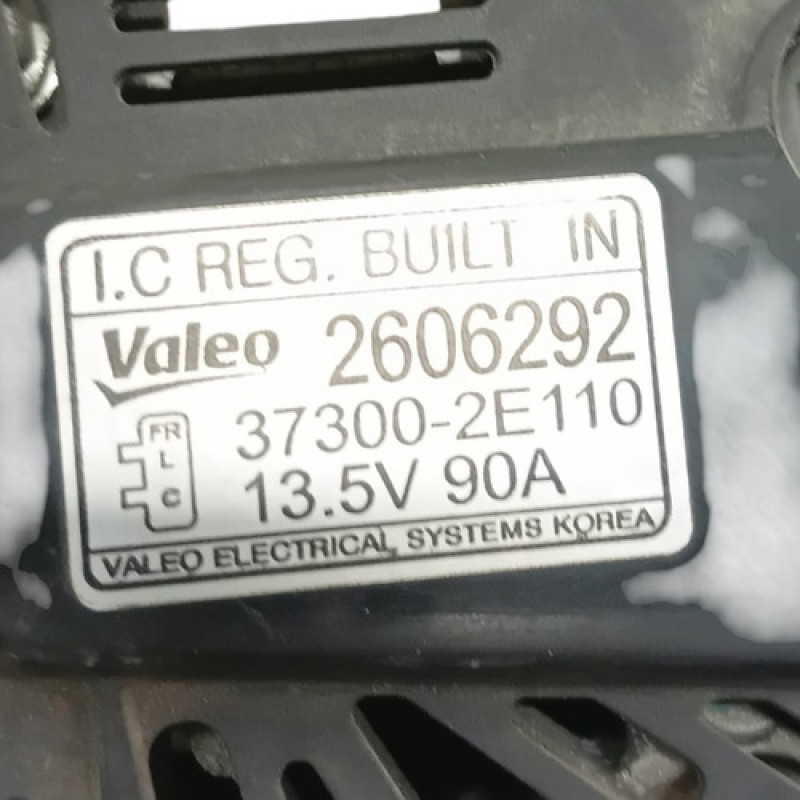 I.C REG. BUILT IN
Valeo 2606292
FR 37300-2E110
L
C 13.5V 90A
VALEO ELECTRICAL SYSTEMS KOREA